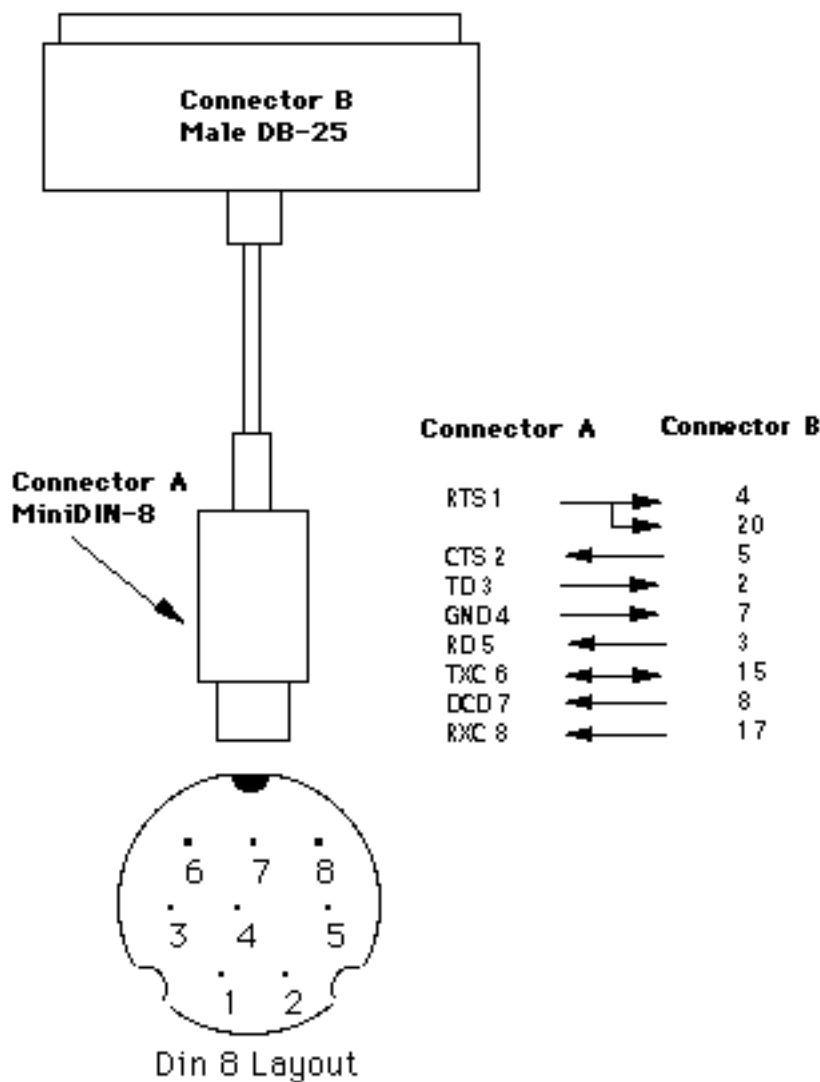 Connector B
Male DB-25
Connector A
MiniDIN-8
Connector A Connector B
RTS 1 4
20
CTS 2 5
TD 3 2
GND 4 7
RD 5 3
TXC 6 15
DCD 7 8
RXC 8 17
6 7 8
3 4 5
1 2
Din 8 Layout